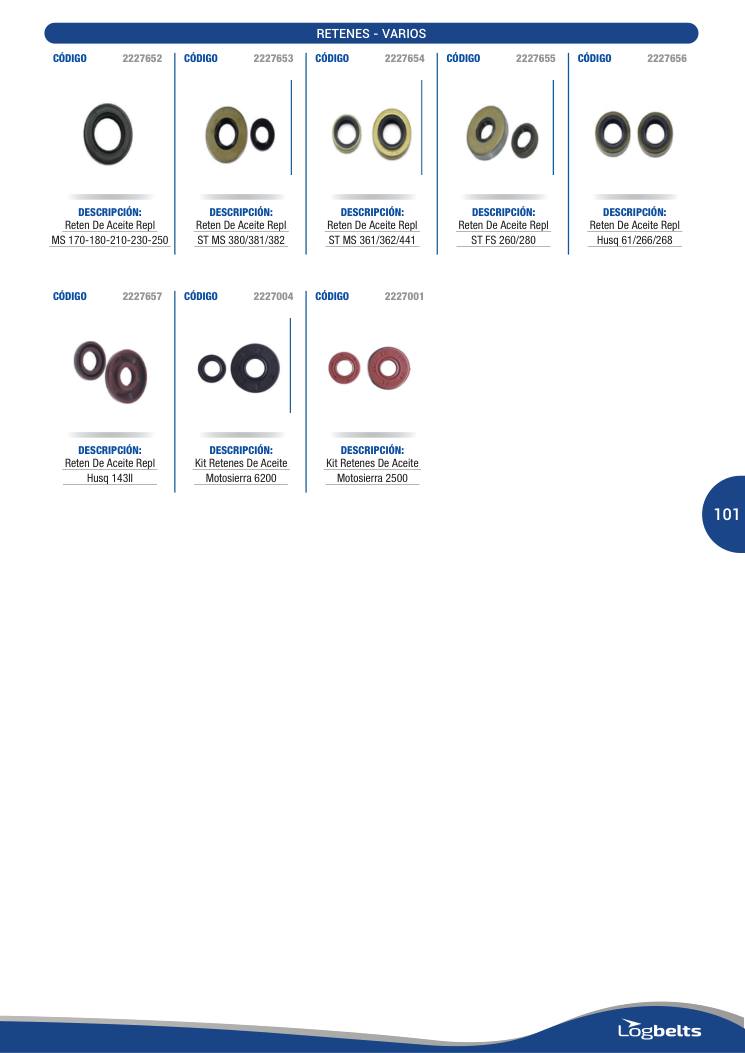 RETENES - VARIOS
CÓDIGO 2227652
DESCRIPCIÓN:
Reten De Aceite Repl
MS 170-180-210-230-250
CÓDIGO 2227653
DESCRIPCIÓN:
Reten De Aceite Repl
ST MS 380/381/382
CÓDIGO 2227654
DESCRIPCIÓN:
Reten De Aceite Repl
ST MS 361/362/441
CÓDIGO 2227655
DESCRIPCIÓN:
Reten De Aceite Repl
ST FS 260/280
CÓDIGO 2227656
DESCRIPCIÓN:
Reten De Aceite Repl
Husq 61/266/268
CÓDIGO 2227657
DESCRIPCIÓN:
Reten De Aceite Repl
Husq 143II
CÓDIGO 2227004
DESCRIPCIÓN:
Kit Retenes De Aceite
Motosierra 6200
CÓDIGO 2227001
DESCRIPCIÓN:
Kit Retenes De Aceite
Motosierra 2500
101
Logbelts